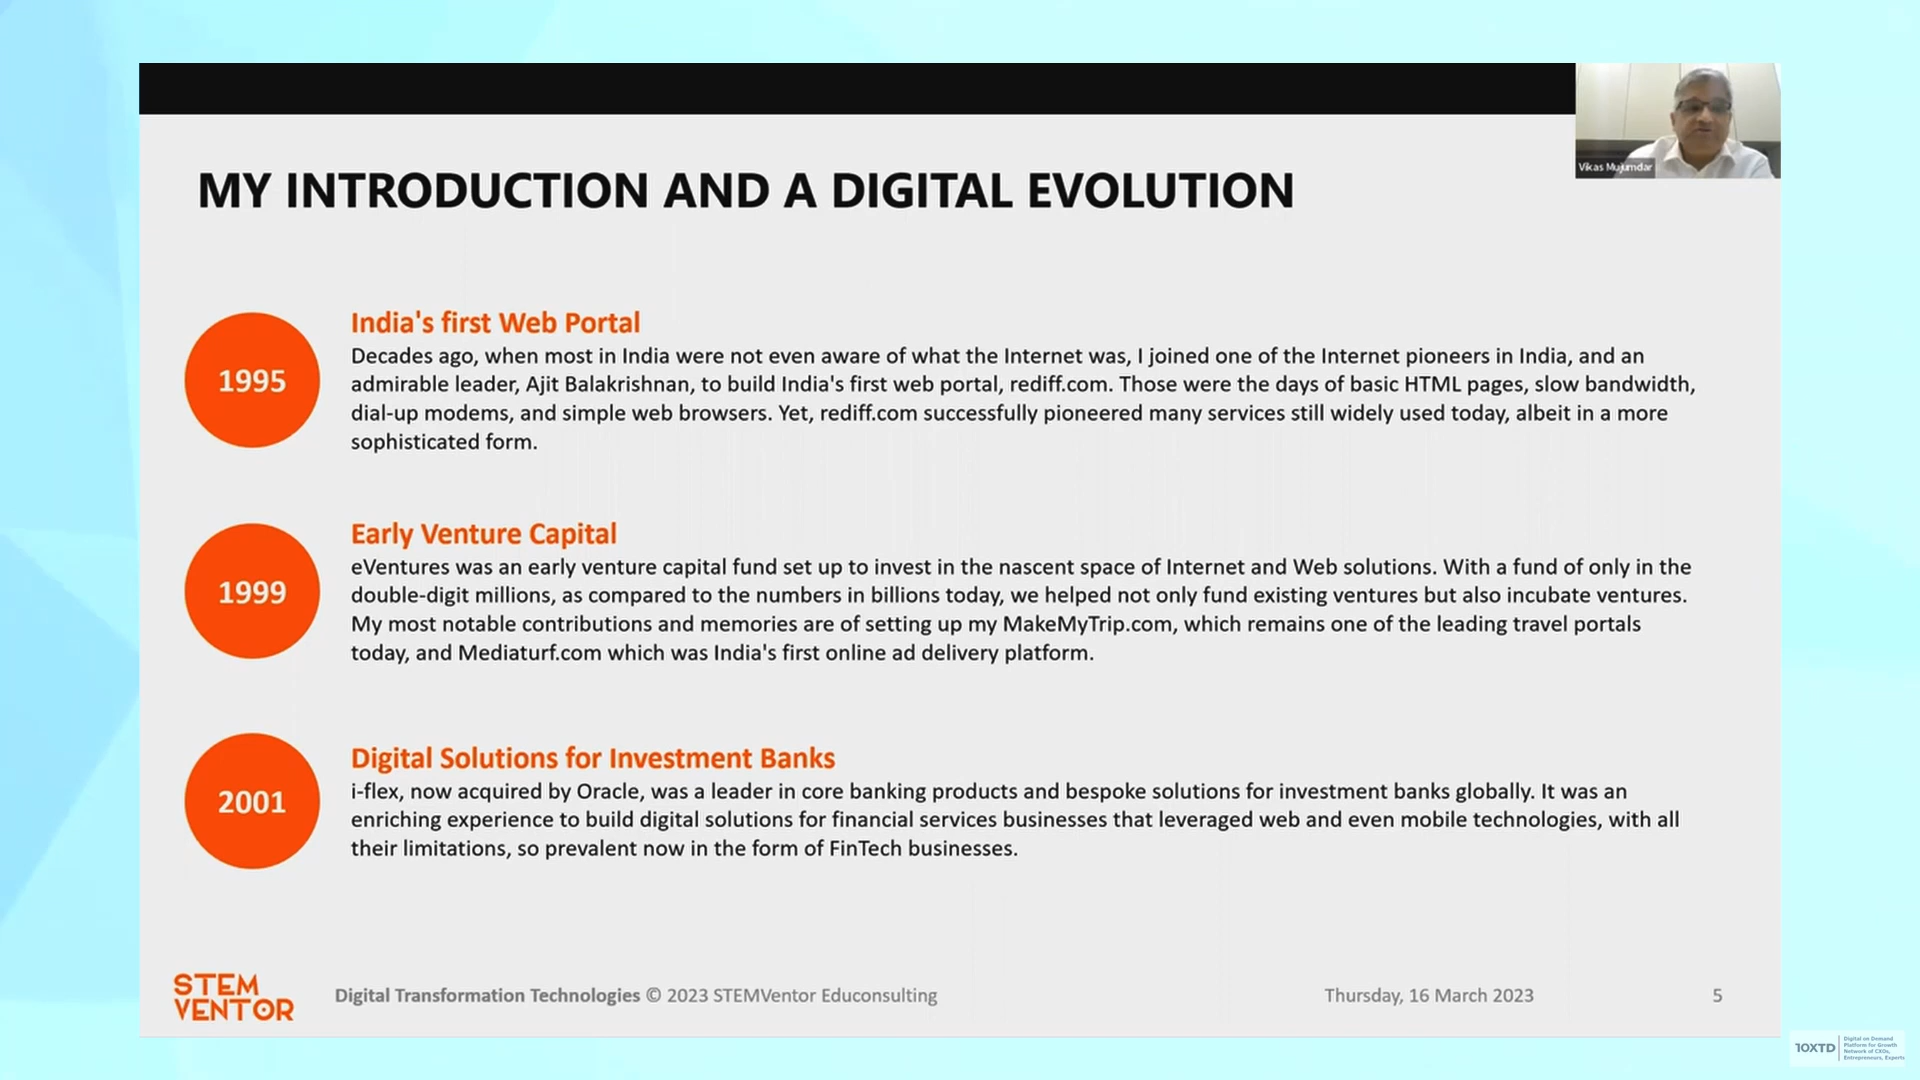 Vikas Mujumdar
MY INTRODUCTION AND A DIGITAL EVOLUTION
1995
India's first Web Portal
Decades ago, when most in India were not even aware of what the Internet was, I joined one of the Internet pioneers in India, and an
admirable leader, Ajit Balakrishnan, to build India's first web portal, rediff.com. Those were the days of basic HTML pages, slow bandwidth,
dial-up modems, and simple web browsers. Yet, rediff.com successfully pioneered many services still widely used today, albeit in a more
sophisticated form.
1999
Early Venture Capital
eVentures was an early venture capital fund set up to invest in the nascent space of Internet and Web solutions. With a fund of only in the
double-digit millions, as compared to the numbers in billions today, we helped not only fund existing ventures but also incubate ventures.
My most notable contributions and memories are of setting up my MakeMyTrip.com, which remains one of the leading travel portals
today, and Mediaturf.com which was India's first online ad delivery platform.
2001
Digital Solutions for Investment Banks
i-flex, now acquired by Oracle, was a leader in core banking products and bespoke solutions for investment banks globally. It was an
enriching experience to build digital solutions for financial services businesses that leveraged web and even mobile technologies, with all
their limitations, so prevalent now in the form of FinTech businesses.
STEM
VENTOR
Digital Transformation Technologies © 2023 STEMVentor Educonsulting
Thursday, 16 March 2023
5
10XTD
Digital on Demand
Platform for Growth
Network of CXOs,
Entrepreneurs, Experts